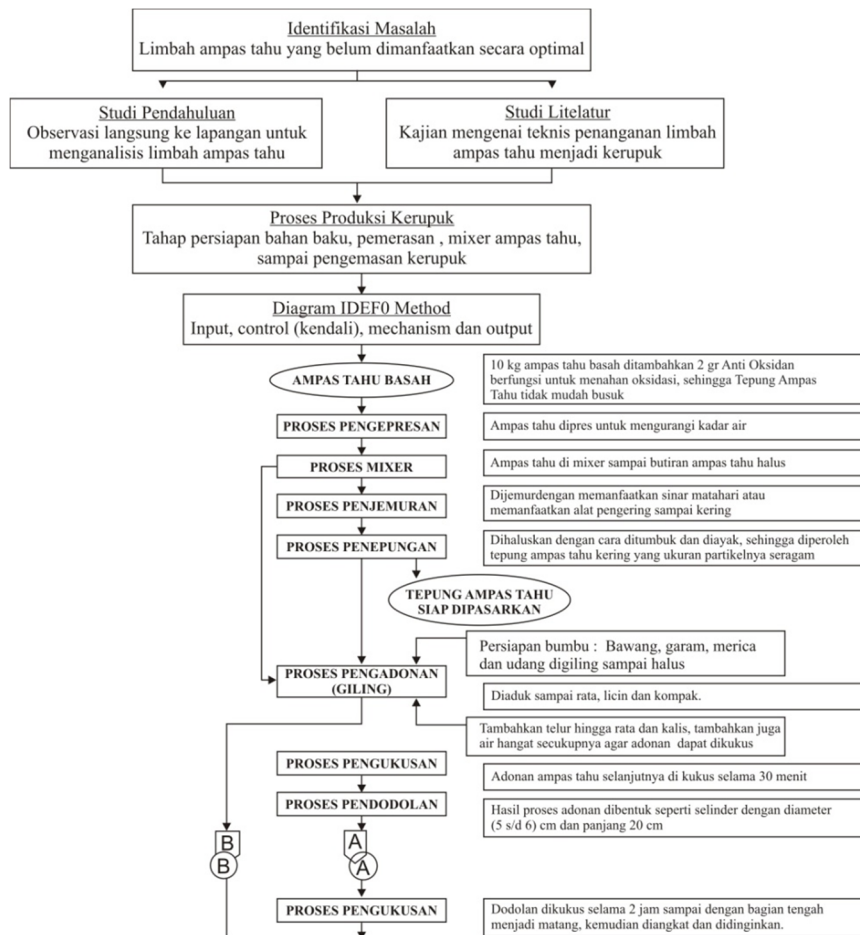 Identifikasi Masalah
Limbah ampas tahu yang belum dimanfaatkan secara optimal
Studi Pendahuluan
Observasi langsung ke lapangan untuk
menganalisis limbah ampas tahu
Studi Litelatur
Kajian mengenai teknis penanganan limbah
ampas tahu menjadi kerupuk
Proses Produksi Kerupuk
Tahap persiapan bahan baku, pemerasan , mixer ampas tahu,
sampai pengemasan kerupuk
Diagram IDEF0 Method
Input, control (kendali), mechanism dan output
AMPAS TAHU BASAH
10 kg ampas tahu basah ditambahkan 2 gr Anti Oksidan
berfungsi untuk menahan oksidasi, sehingga Tepung Ampas
Tahu tidak mudah busuk
PROSES PENGEPRESAN
Ampas tahu dipres untuk mengurangi kadar air
PROSES MIXER
Ampas tahu di mixer sampai butiran ampas tahu halus
PROSES PENJEMURAN
Dijemurdengan memanfaatkan sinar matahari atau
memanfaatkan alat pengering sampai kering
PROSES PENEPUNGAN
Dihaluskan dengan cara ditumbuk dan diayak, sehingga diperoleh
tepung ampas tahu kering yang ukuran partikelnya seragam
TEPUNG AMPAS TAHU
SIAP DIPASARKAN
Persiapan bumbu : Bawang, garam, merica
dan udang digiling sampai halus
PROSES PENGADONAN
(GILING)
Diaduk sampai rata, licin dan kompak.
Tambahkan telur hingga rata dan kalis, tambahkan juga
air hangat secukupnya agar adonan dapat dikukus
PROSES PENGUKUSAN
Adonan ampas tahu selanjutnya di kukus selama 30 menit
PROSES PENDODOLAN
Hasil proses adonan dibentuk seperti selinder dengan diameter
(5 s/d 6) cm dan panjang 20 cm
B
A
B
A
PROSES PENGUKUSAN
Dodolan dikukus selama 2 jam sampai dengan bagian tengah
menjadi matang, kemudian diangkat dan didinginkan.